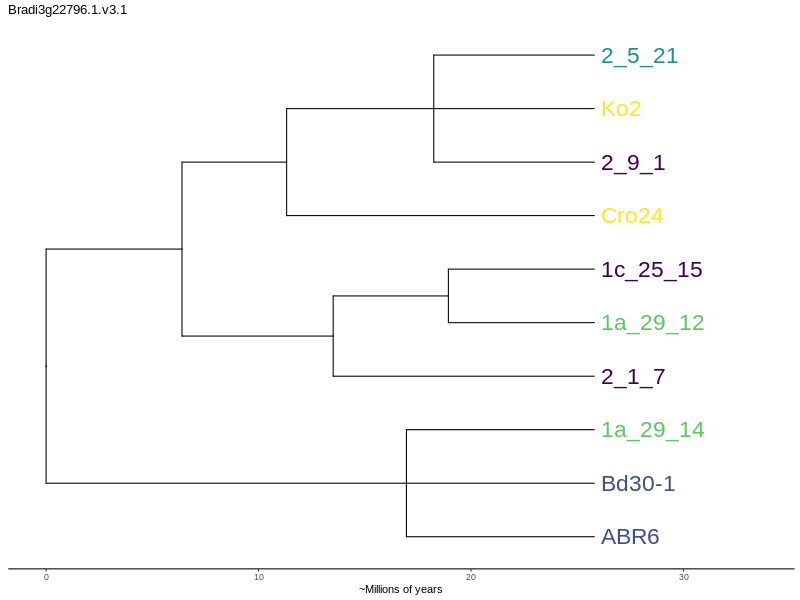 Bradi3g22796.1.v3.1
2_5_21
Ko2
2_9_1
Cro24
1c_25_15
1a_29_12
2_1_7
1a_29_14
Bd30-1
ABR6
0 10 20 30
~Millions of years